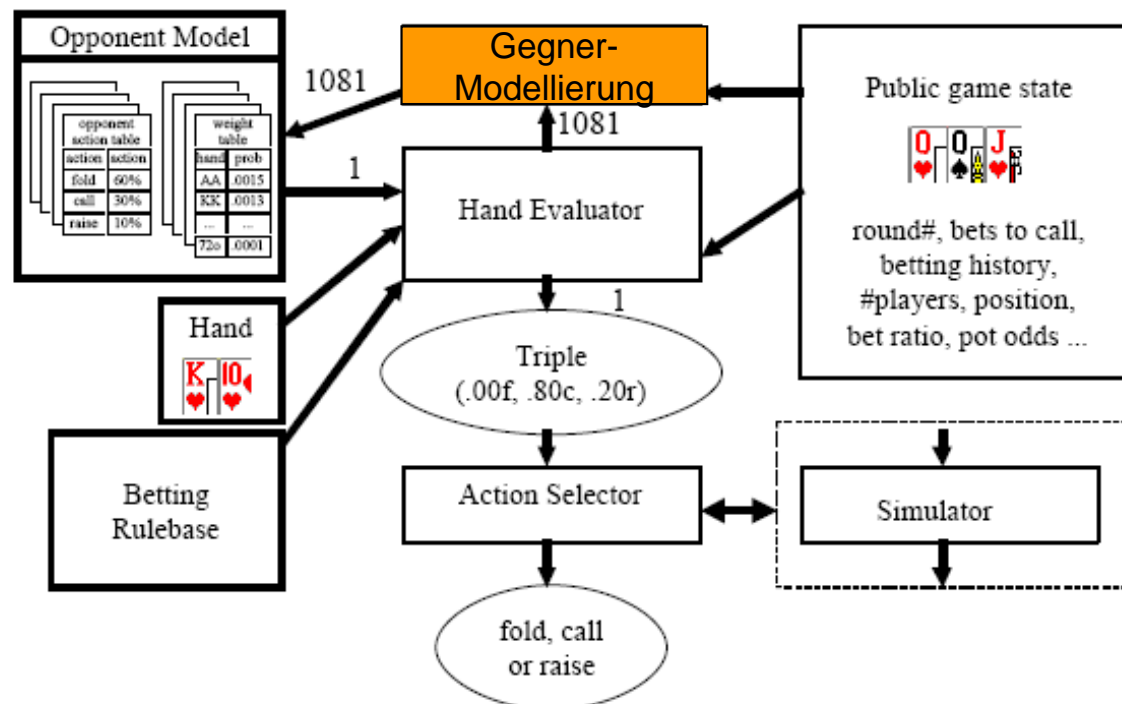 Opponent Model
opponent
action table
action action
fold 60%
call 30%
raise 10%
weight
table
hand prob
AA .0015
KK .0013
... ...
72o .0001
1081
Gegner-
Modellierung
1081
1
Hand Evaluator
Public game state
Q Q J
round#, bets to call,
betting history,
#players, position,
bet ratio, pot odds ...
Hand
K 10
Betting
Rulebase
1
Triple
(.00f, .80c, .20r)
Action Selector
Simulator
fold, call
or raise